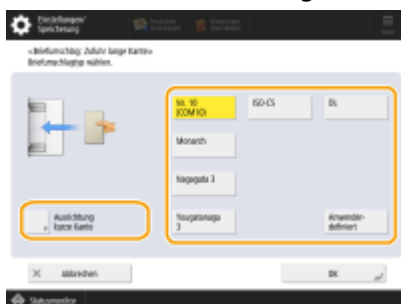 Einstellungen/
Speicherung
<Briefumschlag: Zufuhr lange Kante>
Briefumschlagtyp wählen.
Nr. 10
(COM10)
ISO-C5
DL
Monarch
Nagagata 3
Yougatanaga
3
Anwender-
definiert
Ausrichtung
kurze Kante
Abbrechen
OK
Statusmonitor